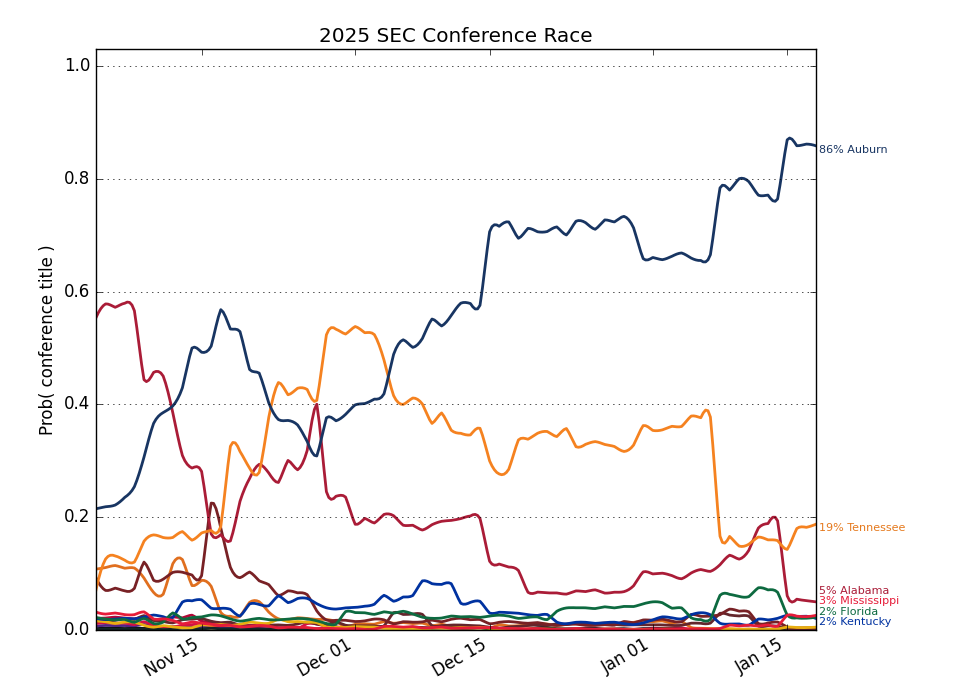 2025 SEC Conference Race
Prob( conference title )
1.0
0.8
0.6
0.4
0.2
0.0
86% Auburn
19% Tennessee
5% Alabama
3% Mississippi
2% Florida
2% Kentucky
Nov 15
Dec 01
Dec 15
Jan 01
Jan 15